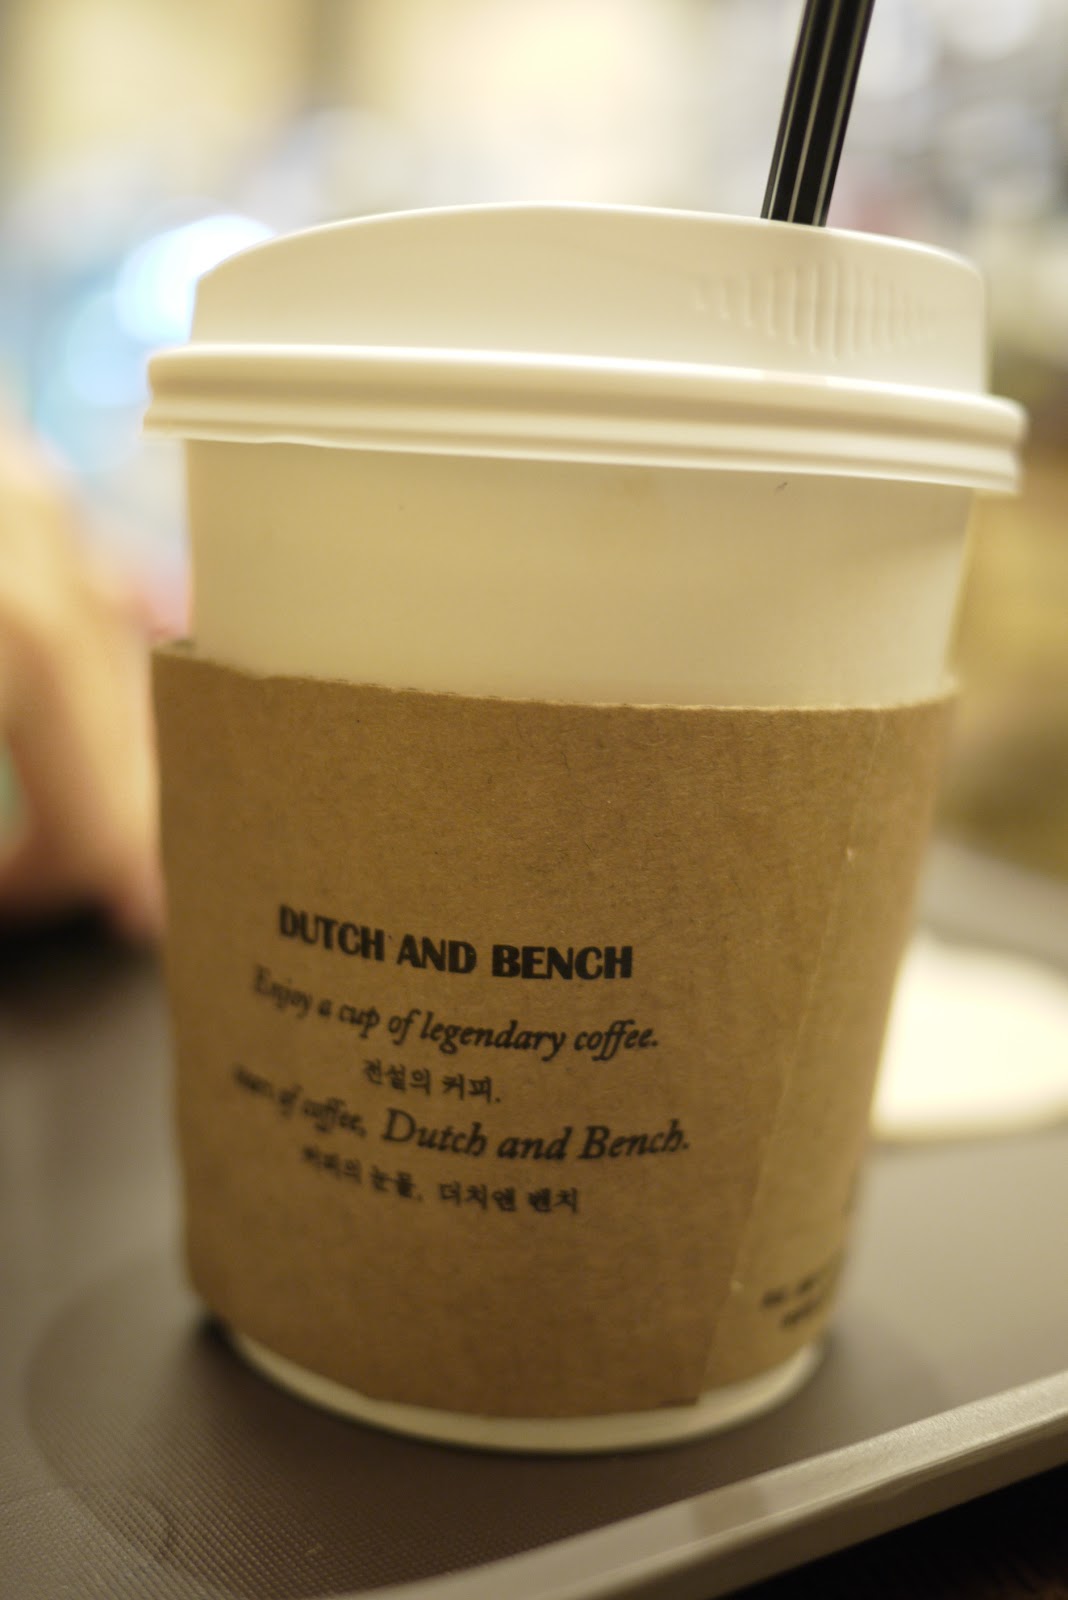 DUTCH AND BENCH
Enjoy a cup of legendary coffee.
전설의 커피.
tears of coffee, Dutch and Bench.
커피의 눈물, 더치앤 벤치